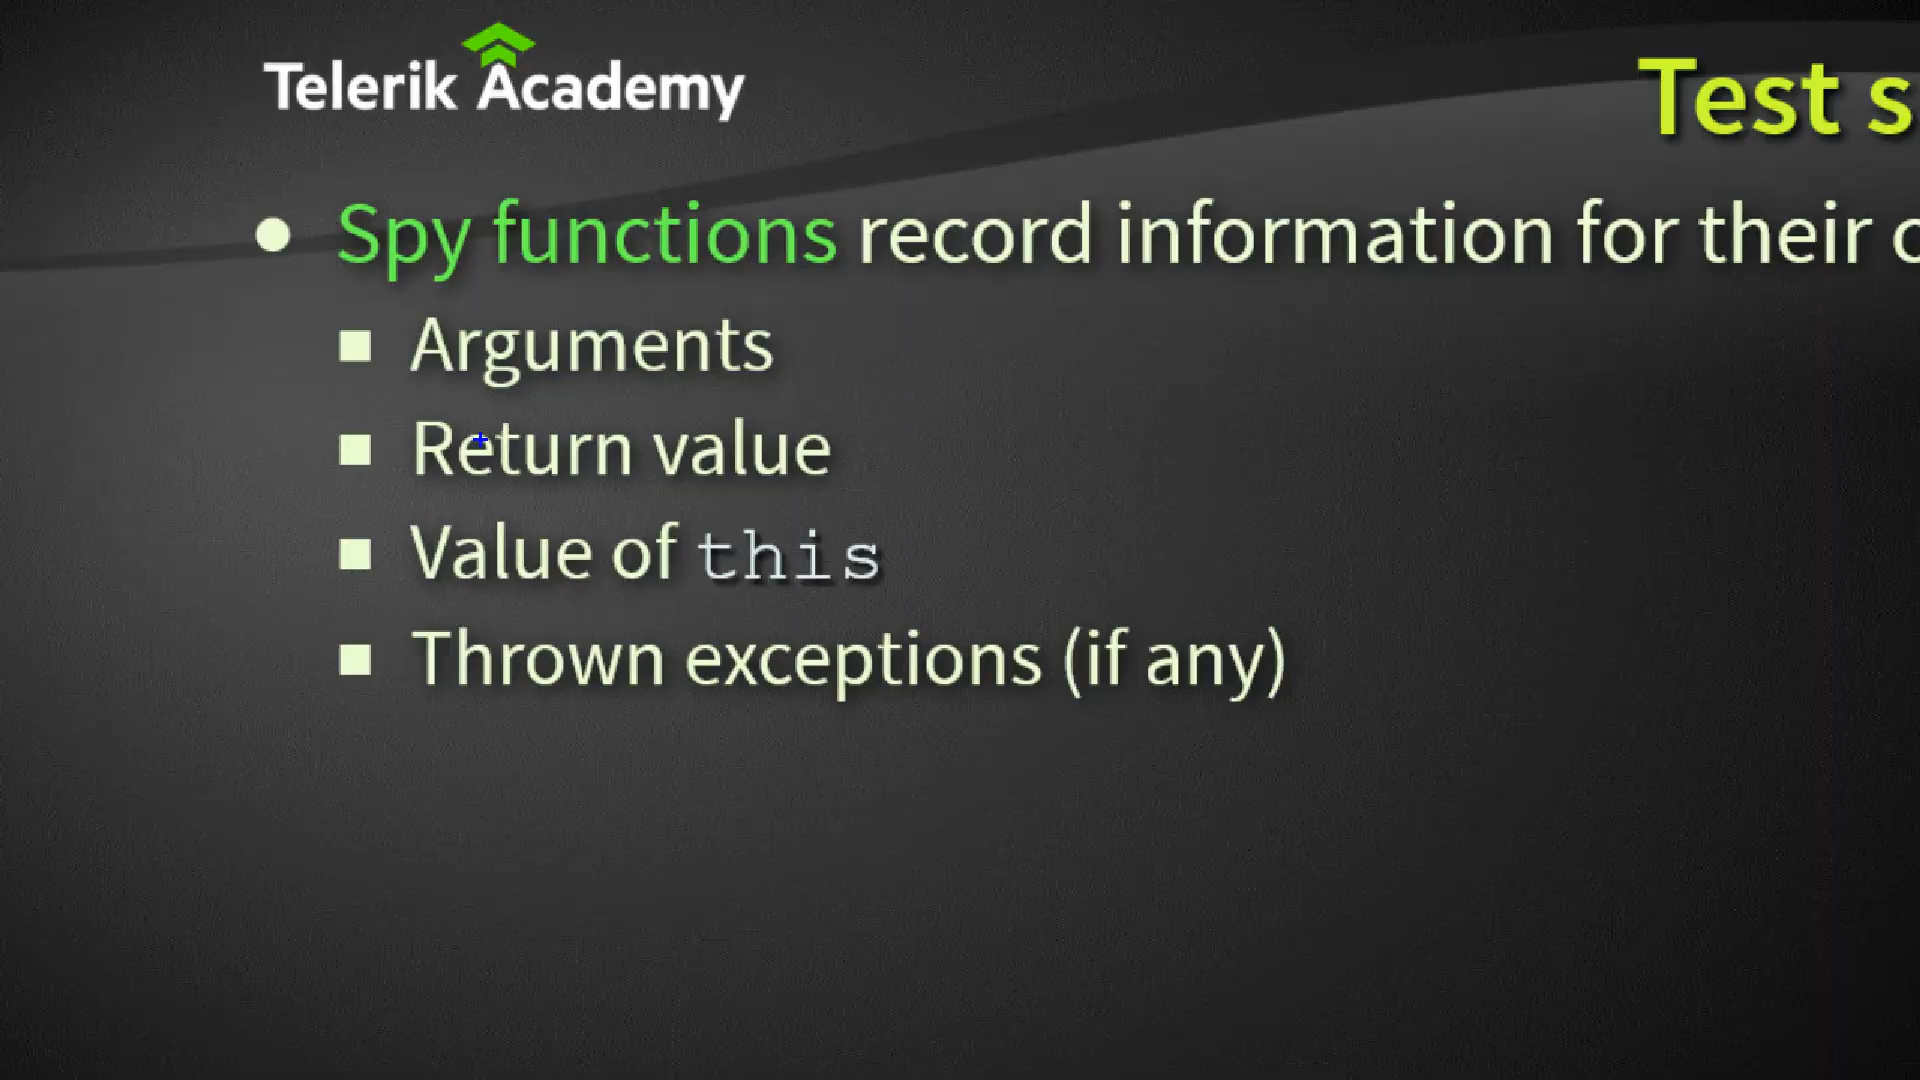 Telerik Academy
Test s
Spy functions record information for their
Arguments
Return value
Value of this
Thrown exceptions (if any)